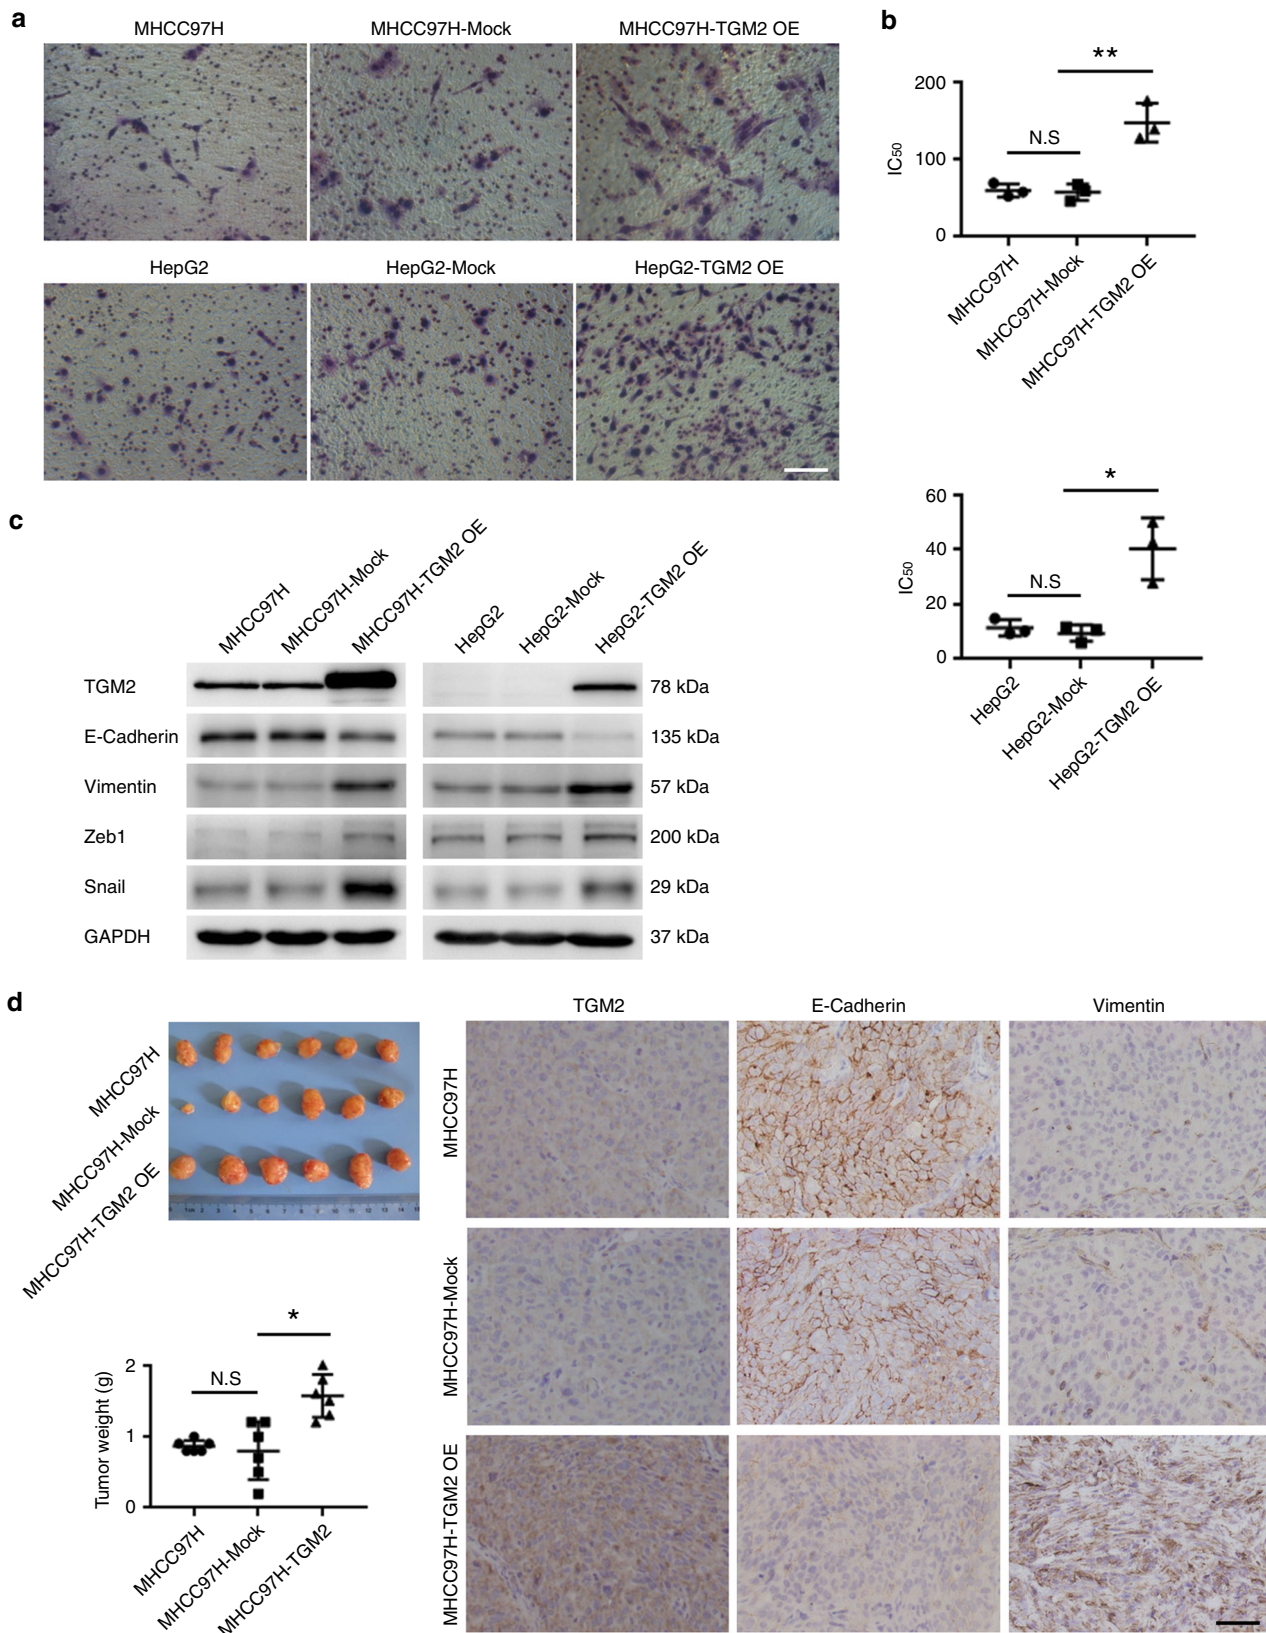 a
MHCC97H
MHCC97H-Mock
MHCC97H-TGM2 OE
HepG2
HepG2-Mock
HepG2-TGM2 OE
b
200
100
0
IC50
N.S
**
MHCC97H
MHCC97H-Mock
MHCC97H-TGM2 OE
60
40
20
0
IC50
N.S
*
HepG2
HepG2-Mock
HepG2-TGM2 OE
c
MHCC97H
MHCC97H-Mock
MHCC97H-TGM2 OE
HepG2
HepG2-Mock
HepG2-TGM2 OE
TGM2 78 kDa
E-Cadherin 135 kDa
Vimentin 57 kDa
Zeb1 200 kDa
Snail 29 kDa
GAPDH 37 kDa
d
MHCC97H
MHCC97H-Mock
MHCC97H-TGM2 OE
2
1
0
Tumor weight (g)
N.S
*
MHCC97H
MHCC97H-Mock
MHCC97H-TGM2
TGM2
E-Cadherin
Vimentin
MHCC97H
MHCC97H-Mock
MHCC97H-TGM2 OE